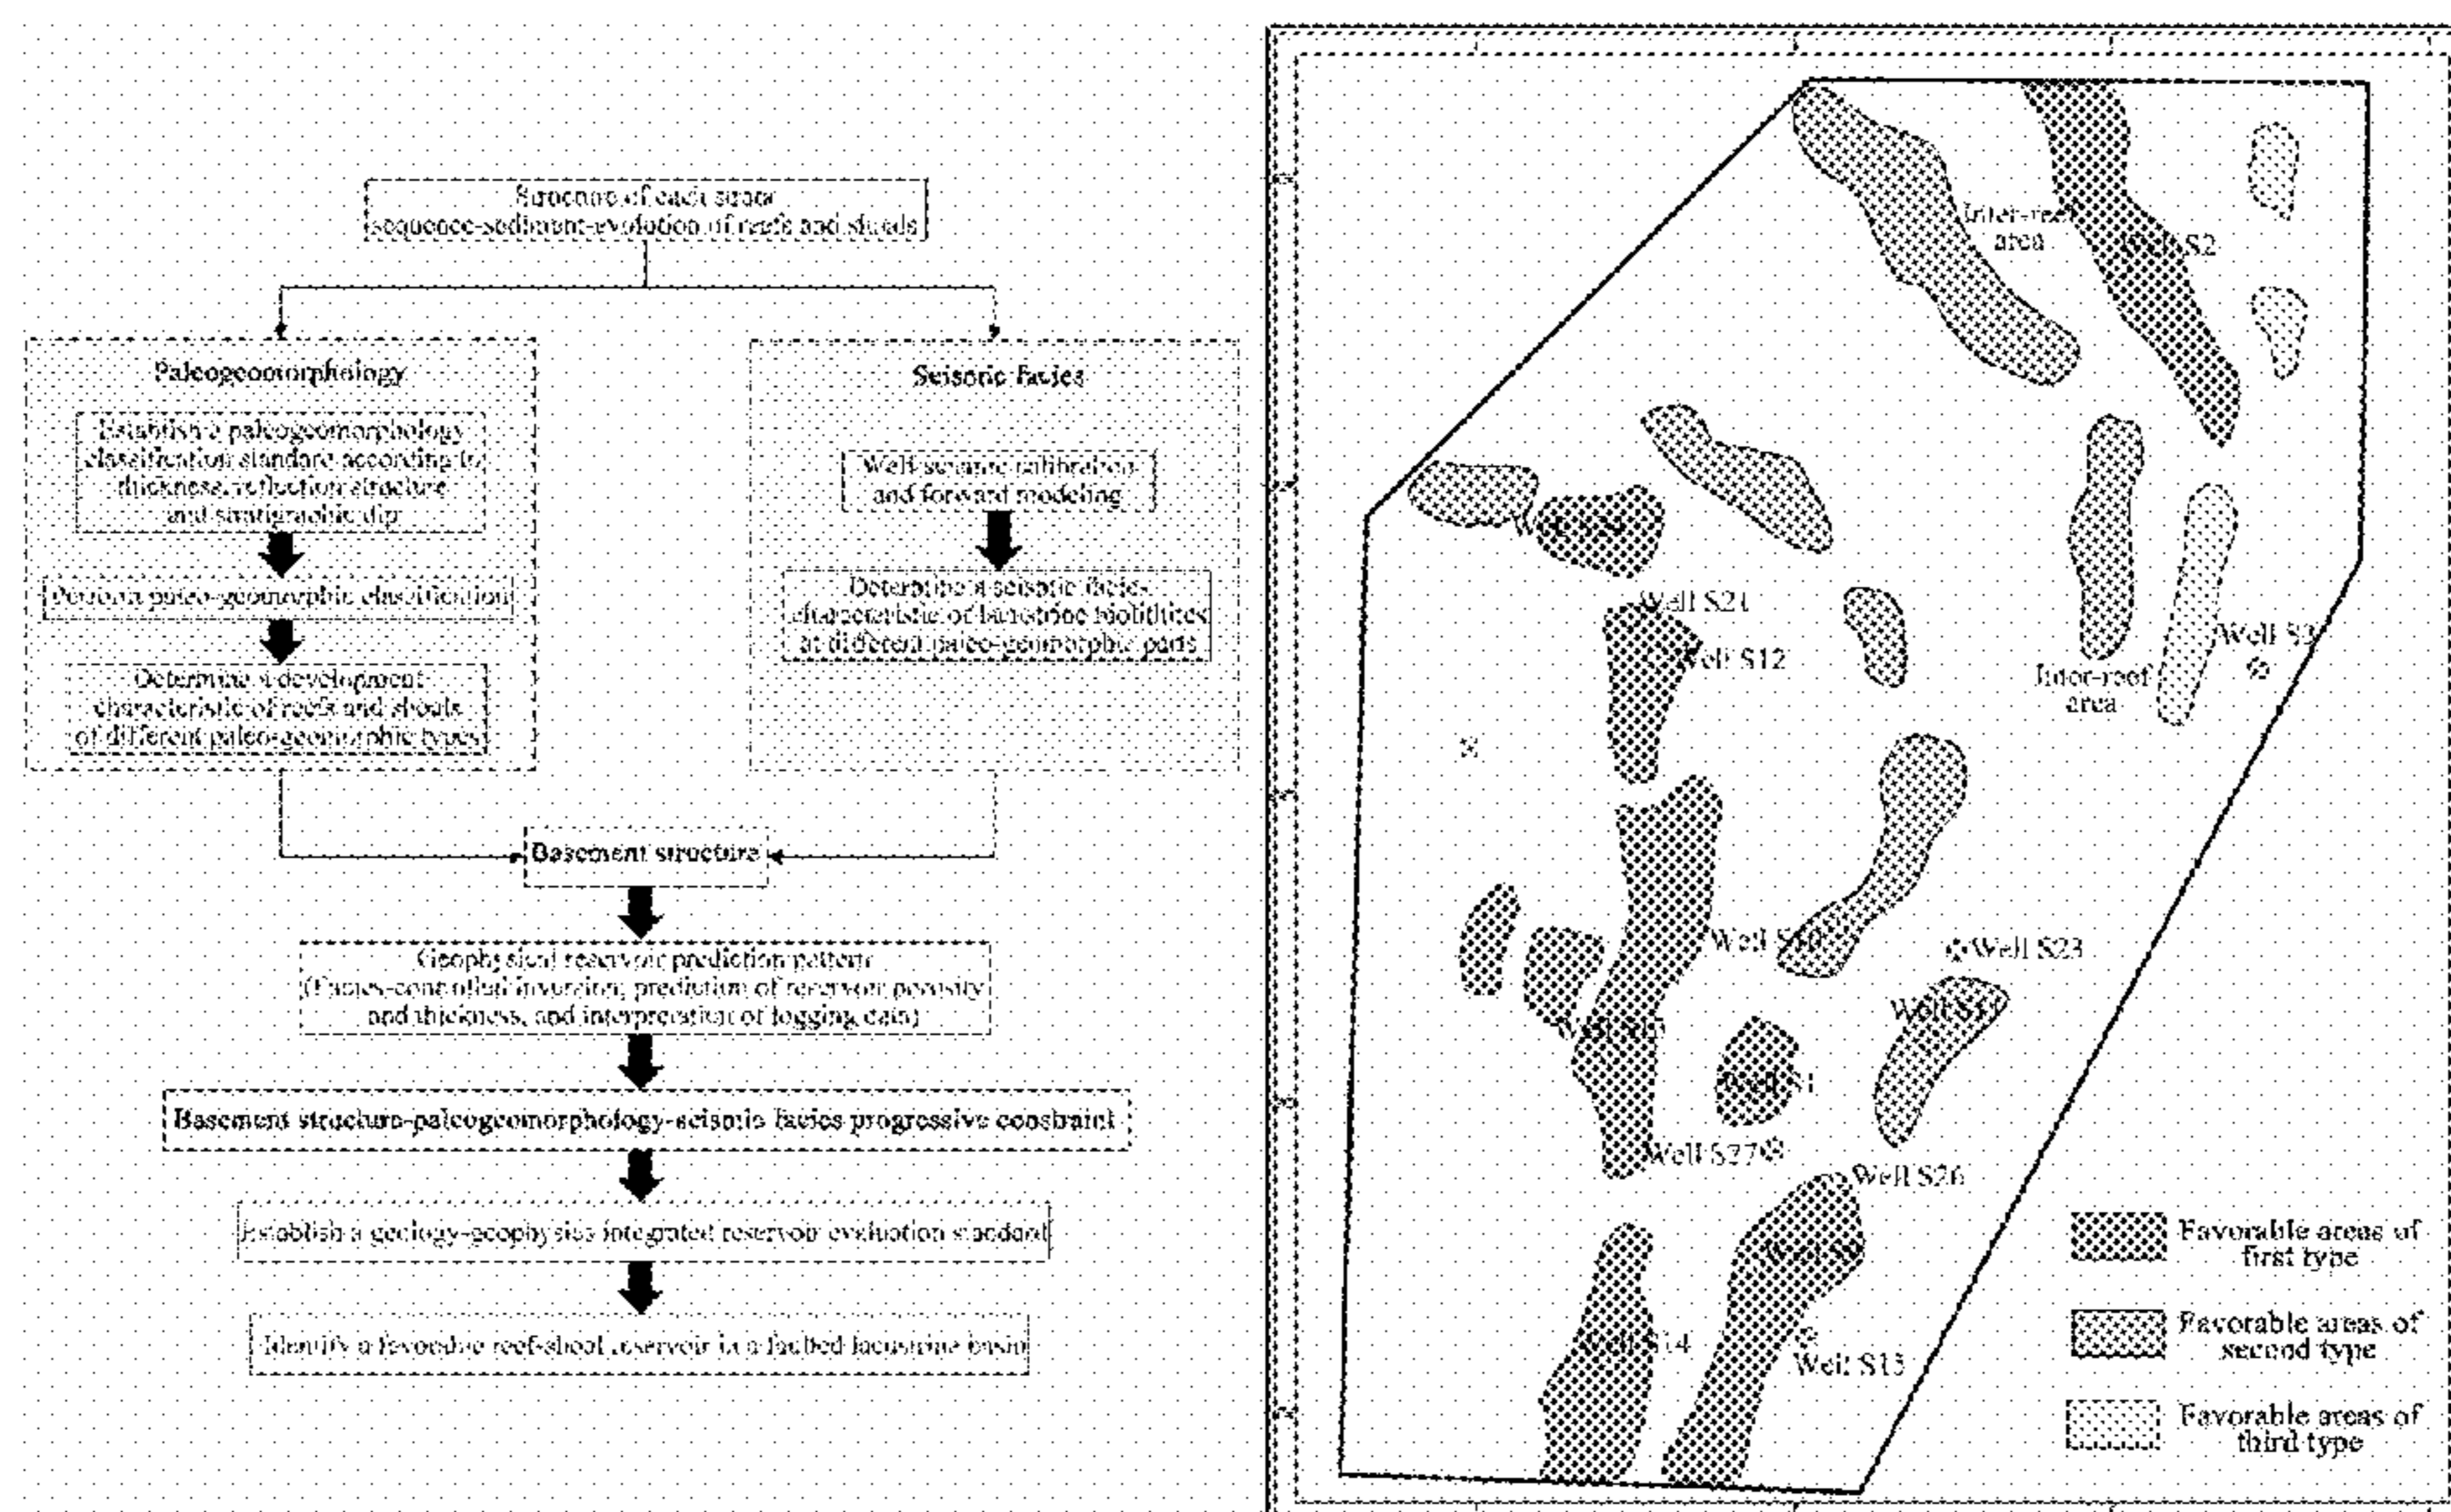 Structure of each strata
sequence-sediment-evolution of reefs and shoals
Paleogeomorphology
Establish a paleogeomorphology
classification standard according to
thickness, reflection structure
and stratigraphic dip
Perform paleo-geomorphic classification
Determine a development
characteristic of reefs and shoals
of different paleo-geomorphic types
Seismic facies
Well-seismic calibration
and forward modeling
Determine a seismic facies
characteristic of lacustrine biolithites
at different paleo-geomorphic parts
Basement structure
Geophysical reservoir prediction pattern
(Facies-controlled inversion, prediction of reservoir porosity
and thickness, and interpretation of logging data)
Basement structure-paleogeomorphology-seismic facies progressive constraint
Establish a geology-geophysics integrated reservoir evaluation standard
Identify a favorable reef-shoal reservoir in a faulted lacustrine basin
Inter-reef
area
Well S2
Well S21
Well S12
Well S3
Inter-reef
area
Well
Well S23
Well
Well
Well S1
Well S27
Well S26
Well S9
Well S14
Well S15
Favorable areas of
first type
Favorable areas of
second type
Favorable areas of
third type